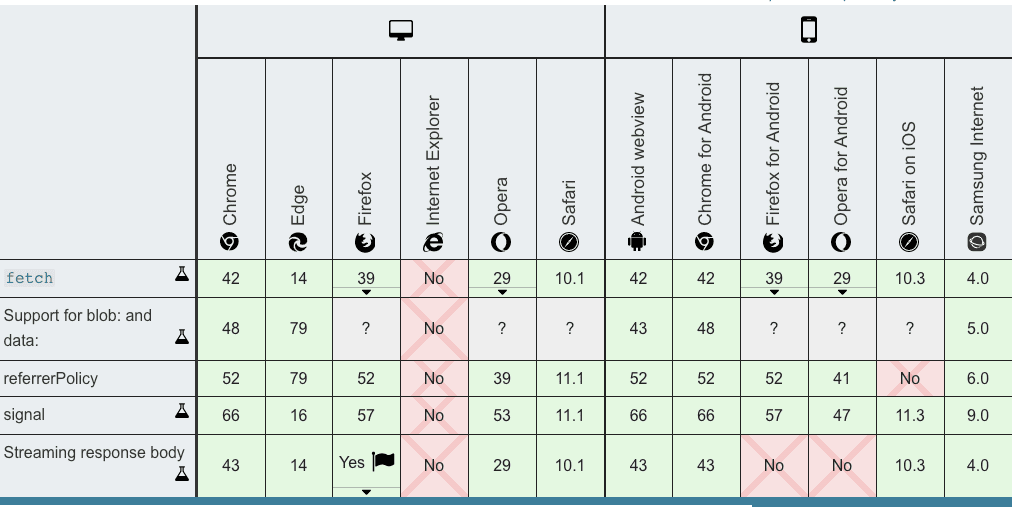 Chrome
Edge
Firefox
Internet Explorer
Opera
Safari
Android webview
Chrome for Android
Firefox for Android
Opera for Android
Safari on iOS
Samsung Internet
fetch 42 14 39 No 29 10.1 42 42 39 29 10.3 4.0
Support for blob: and
data: 48 79 ? No ? ? 43 48 ? ? ? 5.0
referrerPolicy 52 79 52 No 39 11.1 52 52 52 41 No 6.0
signal 66 16 57 No 53 11.1 66 66 57 47 11.3 9.0
Streaming response body
43 14 Yes No 29 10.1 43 43 No No 10.3 4.0